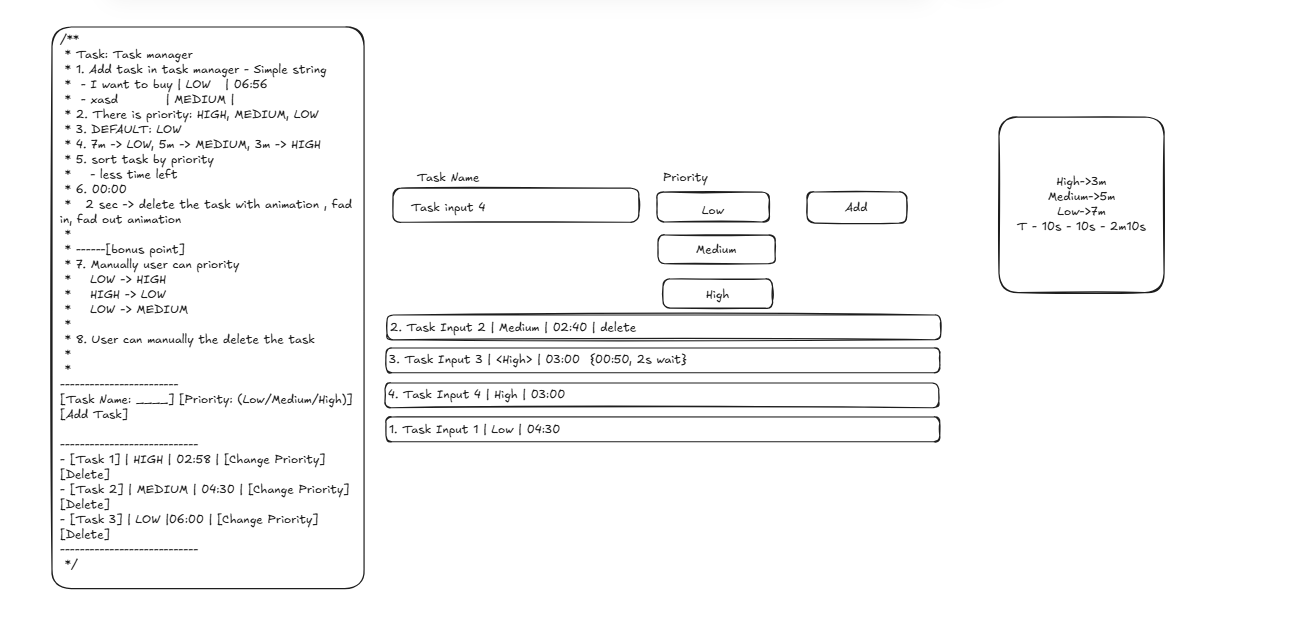 /**
* Task: Task manager
* 1. Add task in task manager - Simple string
* - I want to buy | LOW | 06:56
* - xasd | MEDIUM |
* 2. There is priority: HIGH, MEDIUM, LOW
* 3. DEFAULT: LOW
* 4. 7m -> LOW, 5m -> MEDIUM, 3m -> HIGH
* 5. sort task by priority
* - less time left
* 6. 00:00
* 2 sec -> delete the task with animation , fad
in, fad out animation
*
* ------[bonus point]
* 7. Manually user can priority
* LOW -> HIGH
* HIGH -> LOW
* LOW -> MEDIUM
*
* 8. User can manually the delete the task
*
*
------------------------
[Task Name: _____] [Priority: (Low/Medium/High)]
[Add Task]
----------------------------
- [Task 1] | HIGH | 02:58 | [Change Priority]
[Delete]
- [Task 2] | MEDIUM | 04:30 | [Change Priority]
[Delete]
- [Task 3] | LOW |06:00 | [Change Priority]
[Delete]
----------------------------
*/
Task Name
Priority
Task input 4
Low
Add
Medium
High
2. Task Input 2 | Medium | 02:40 | delete
3. Task Input 3 | <High> | 03:00 {00:50, 2s wait}
4. Task Input 4 | High | 03:00
1. Task Input 1 | Low | 04:30
High->3m
Medium->5m
Low->7m
T - 10s - 10s - 2m10s